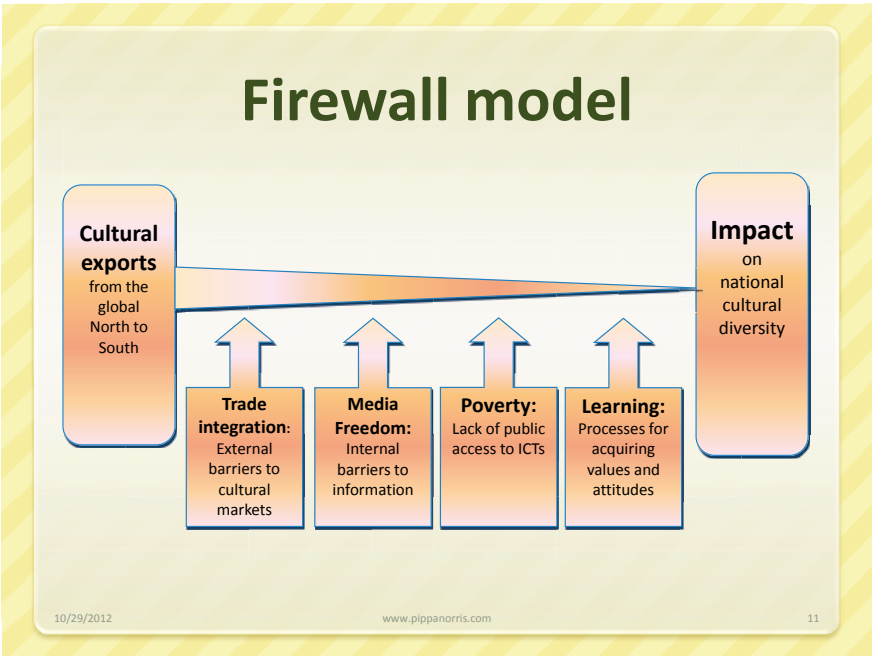 Firewall model
Cultural
exports
from the
global
North to
South
Trade
integration:
External
barriers to
cultural
markets
Media
Freedom:
Internal
barriers to
information
Poverty:
Lack of public
access to ICTs
Learning:
Processes for
acquiring
values and
attitudes
Impact
on
national
cultural
diversity
10/29/2012
www.pippanorris.com
11